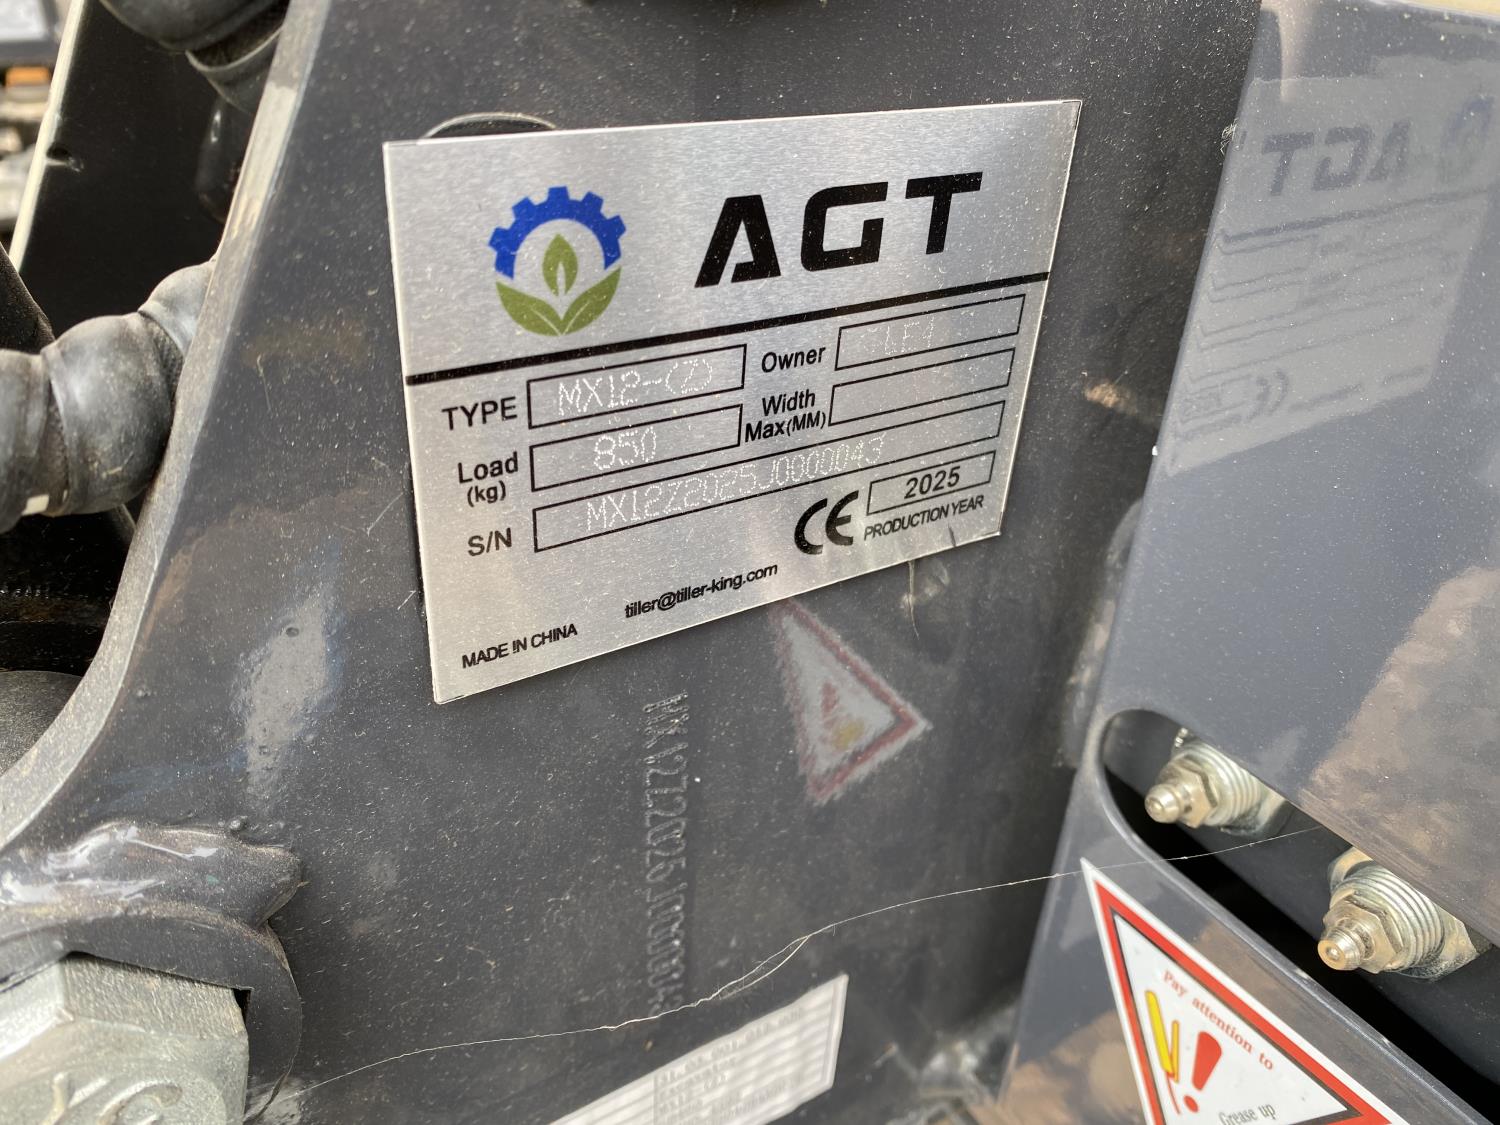 AGT
TYPE MX12-(Z) Owner
Load (kg) 850 Width Max(MM)
S/N MX12Z2025J0000043
CE 2025
PRODUCTION YEAR
tiller@tiller-king.com
MADE IN CHINA
Pay attention to
Grease up